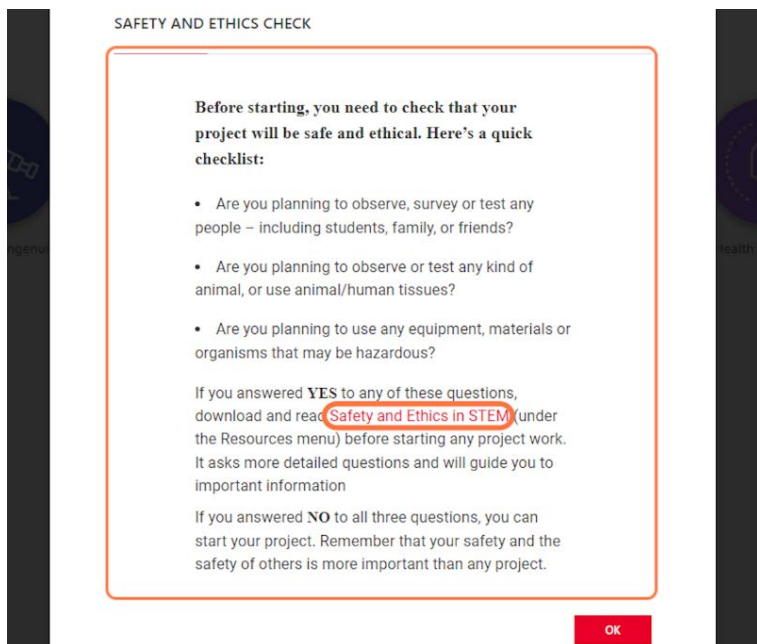 SAFETY AND ETHICS CHECK
Before starting, you need to check that your
project will be safe and ethical. Here's a quick
checklist:
• Are you planning to observe, survey or test any
people – including students, family, or friends?
• Are you planning to observe or test any kind of
animal, or use animal/human tissues?
• Are you planning to use any equipment, materials or
organisms that may be hazardous?
If you answered YES to any of these questions,
download and read Safety and Ethics in STEM (under
the Resources menu) before starting any project work.
It asks more detailed questions and will guide you to
important information
If you answered NO to all three questions, you can
start your project. Remember that your safety and the
safety of others is more important than any project.
OK